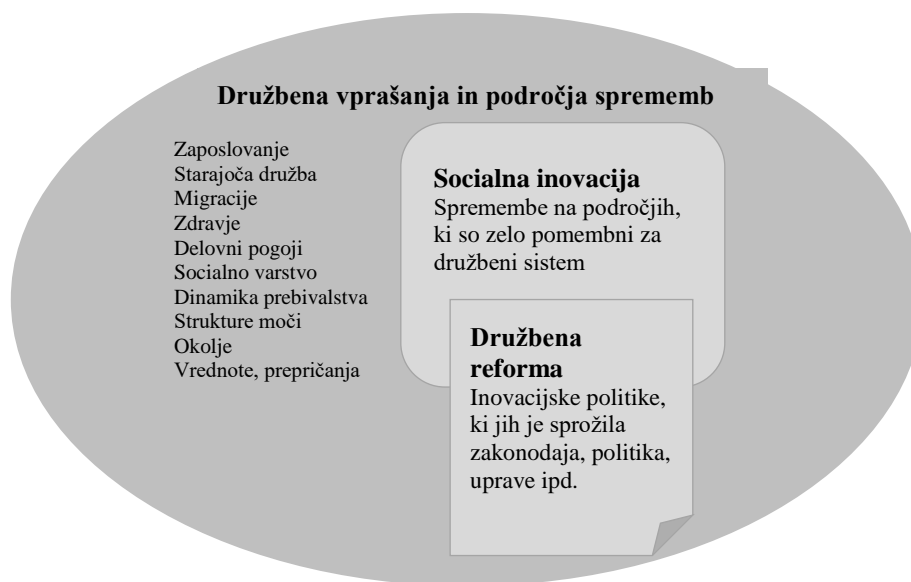 Družbena vprašanja in področja sprememb
Zaposlovanje
Starajoča družba
Migracije
Zdravje
Delovni pogoji
Socialno varstvo
Dinamika prebivalstva
Strukture moči
Okolje
Vrednote, prepričanja
Socialna inovacija
Spremembe na področjih,
ki so zelo pomembni za
družbeni sistem
Družbena
reforma
Inovacijske politike,
ki jih je sprožila
zakonodaja, politika,
uprave ipd.